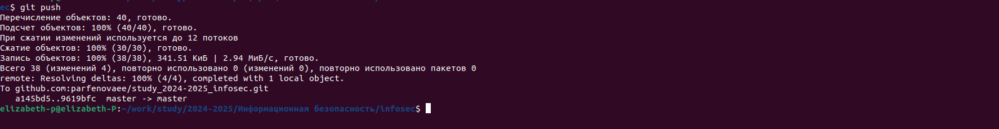 ec$ git push
Перечисление объектов: 40, готово.
Подсчет объектов: 100% (40/40), готово.
При сжатии изменений используется до 12 потоков
Сжатие объектов: 100% (30/30), готово.
Запись объектов: 100% (38/38), 341.51 КиБ | 2.94 МиБ/с, готово.
Всего 38 (изменений 4), повторно использовано 0 (изменений 0), повторно использовано пакетов 0
remote: Resolving deltas: 100% (4/4), completed with 1 local object.
To github.com:parfenovaee/study_2024-2025_infosec.git
   a145bd5..9619bfc  master -> master
elizabeth-p@elizabeth-P:~/work/study/2024-2025/Информационная безопасность/infosec$